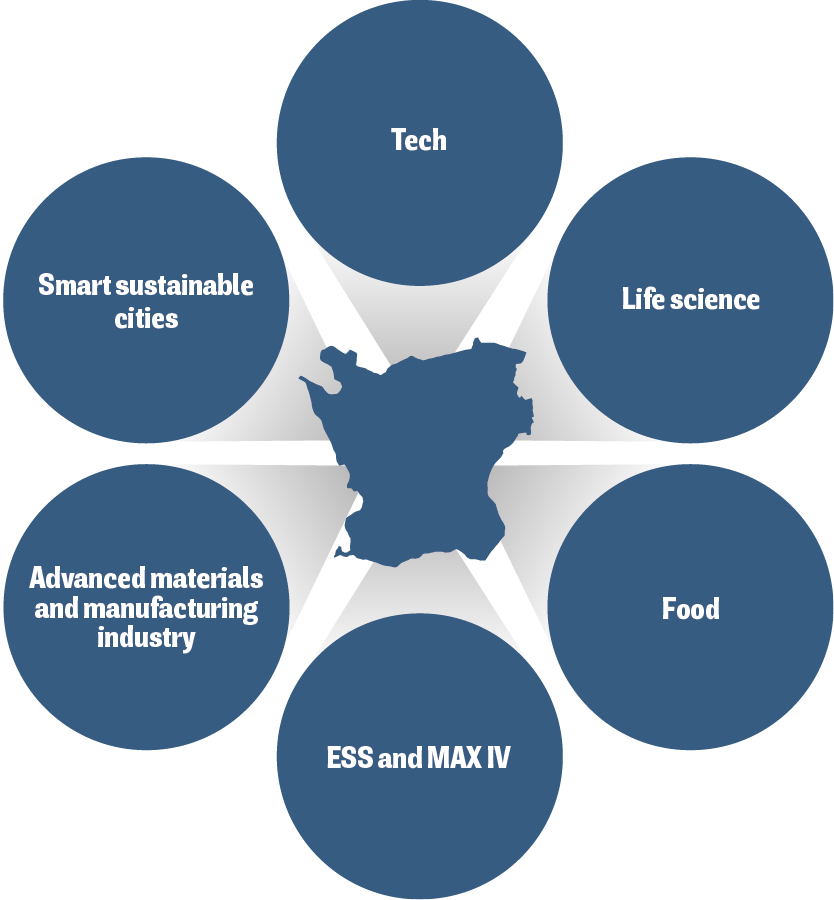 Tech
Smart sustainable
cities
Life science
Advanced materials
and manufacturing
industry
Food
ESS and MAX IV